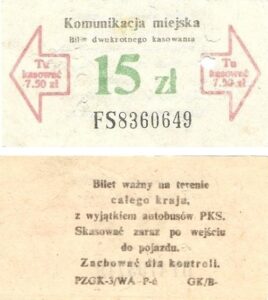 Komunikacja miejska
Bilet dwukrotnego kasowania
Tu kasować 7.50 zł
15 zł
Tu kasować 7.50 zł
FS8360649
Bilet ważny na terenie
całego kraju,
z wyjątkiem autobusów PKS.
Skasować zaraz po wejściu
do pojazdu.
Zachować dla kontroli.
PZGK-3/WA-P-6 GK/B-